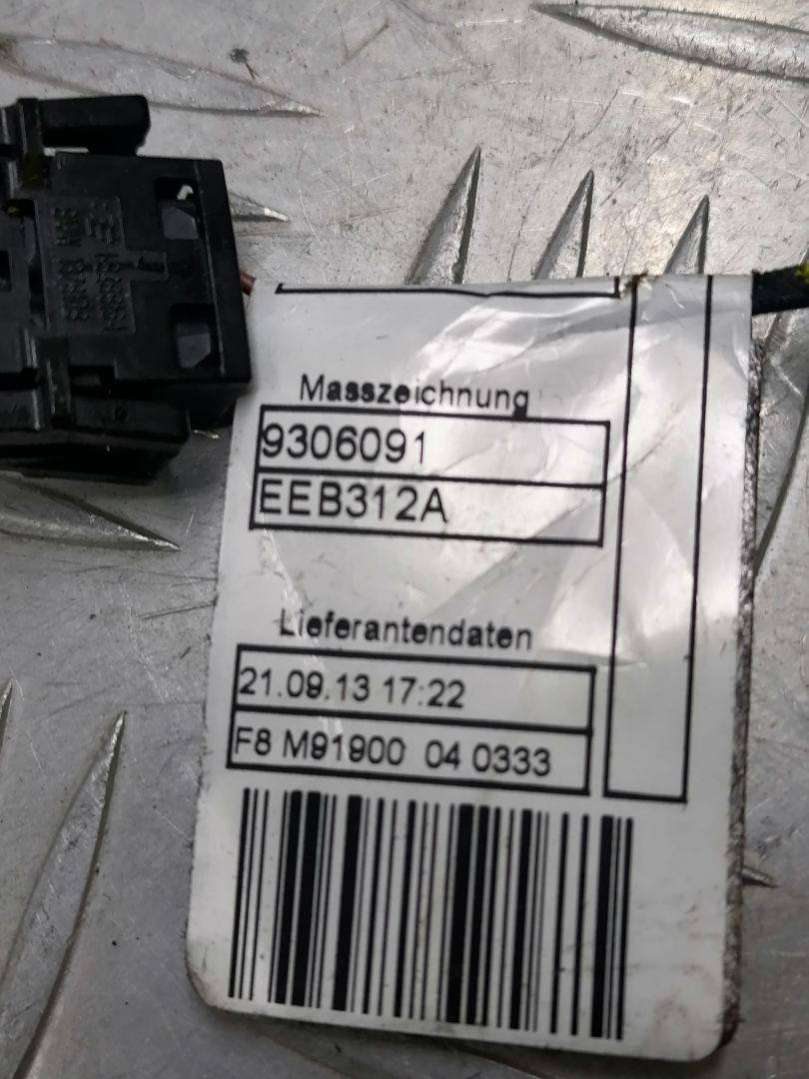 Masszeichnung
9306091
EEB312A
Lieferantendaten
21.09.13 17:22
F8 M91900 04 0333